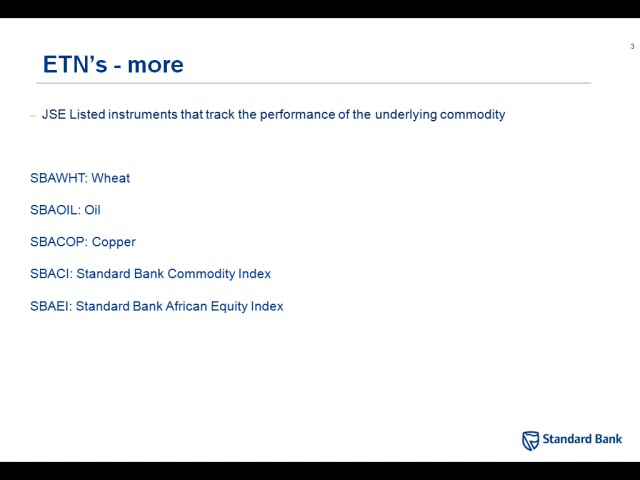 3
ETN’s - more
– JSE Listed instruments that track the performance of the underlying commodity
SBAWHT: Wheat
SBAOIL: Oil
SBACOP: Copper
SBACI: Standard Bank Commodity Index
SBAEI: Standard Bank African Equity Index
Standard Bank